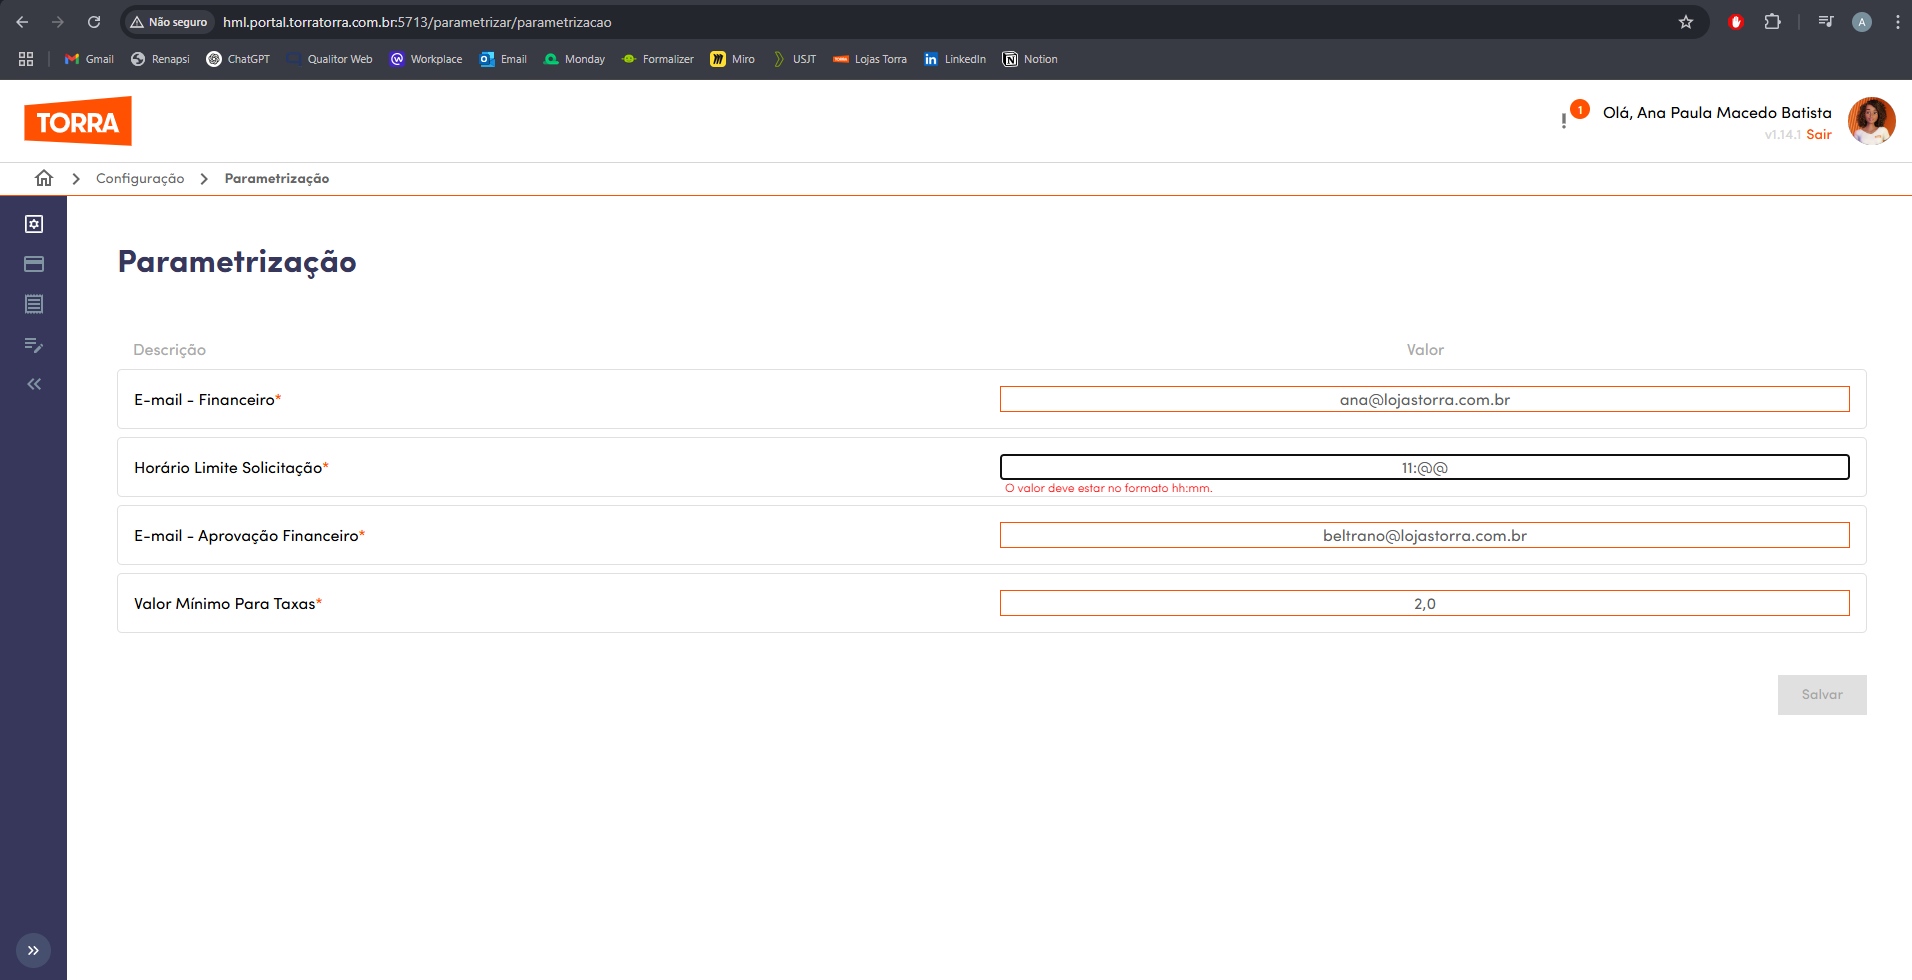 Não seguro
hml.portal.torratorra.com.br:5713/parametrizar/parametrizacao
A
Gmail
Renapsi
ChatGPT
Qualitor Web
Workplace
Email
Monday
Formalizer
Miro
USJT
Lojas Torra
LinkedIn
Notion
TORRA
1
Olá, Ana Paula Macedo Batista
v1.14.1 Sair
Configuração
Parametrização
Parametrização
Descrição
Valor
E-mail - Financeiro*
ana@lojastorra.com.br
Horário Limite Solicitação*
11:@@
O valor deve estar no formato hh:mm.
E-mail - Aprovação Financeiro*
beltrano@lojastorra.com.br
Valor Mínimo Para Taxas*
2,0
Salvar